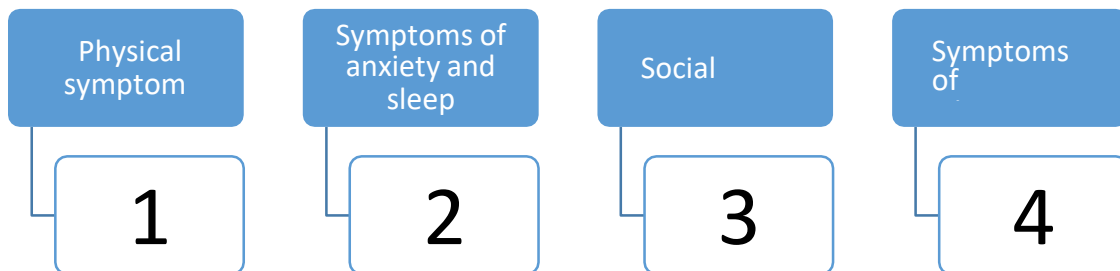 Physical
symptom
1
Symptoms of
anxiety and
sleep
2
Social
3
Symptoms
of
4